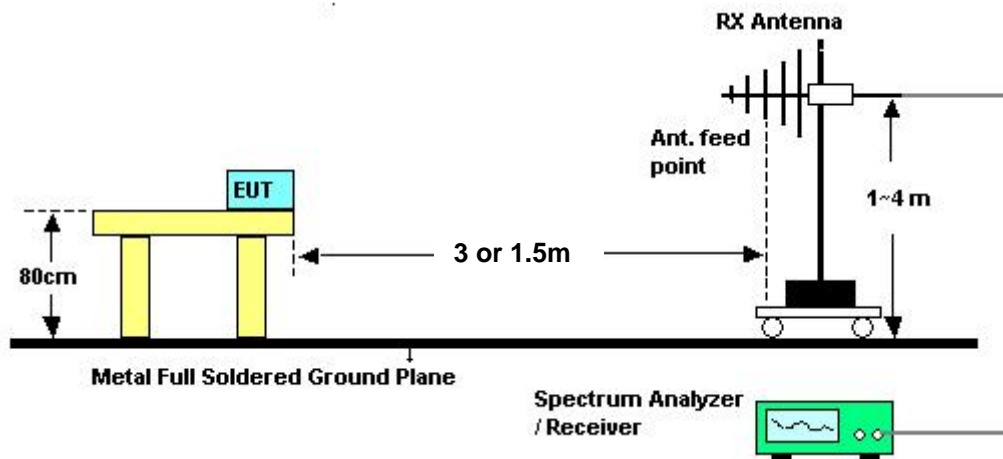 RX Antenna
Ant. feed
point
EUT
1~4 m
3 or 1.5m
80cm
Metal Full Soldered Ground Plane
Spectrum Analyzer
/ Receiver